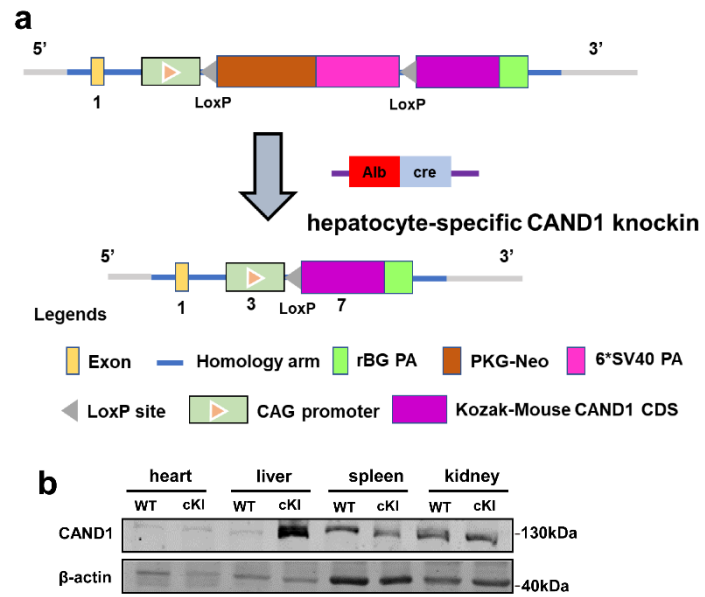 a
5’ 3’
1
LoxP LoxP
Alb cre
hepatocyte-specific CAND1 knockin
5’ 3’
1 3 LoxP 7
Legends
Exon Homology arm rBG PA PKG-Neo 6*SV40 PA
LoxP site CAG promoter Kozak-Mouse CAND1 CDS
b
heart liver spleen kidney
WT cKI WT cKI WT cKI WT cKI
CAND1 -130kDa
β-actin -40kDa